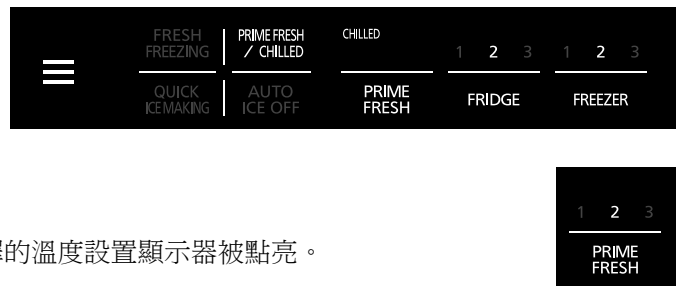 FRESH FREEZING
PRIME FRESH / CHILLED
CHILLED
1 2 3
1 2 3
QUICK ICEMAKING
AUTO ICE OFF
PRIME FRESH
FRIDGE
FREEZER
1 2 3
PRIME FRESH
的溫度設置顯示器被點亮。